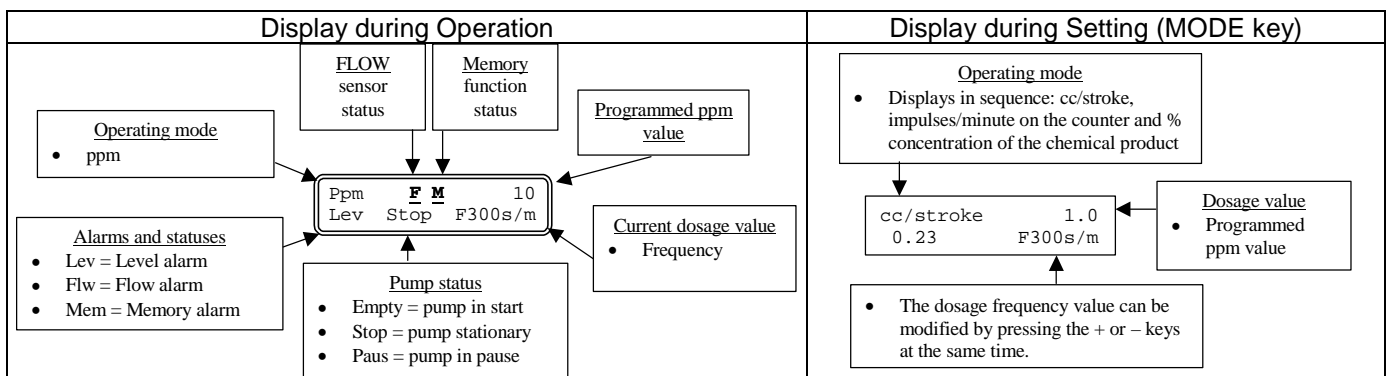 Display during Operation
FLOW
sensor
status
Memory
function
status
Operating mode
• ppm
Programmed ppm
value
Ppm F M 10
Lev Stop F300s/m
Alarms and statuses
• Lev = Level alarm
• Flw = Flow alarm
• Mem = Memory alarm
Current dosage value
• Frequency
Pump status
• Empty = pump in start
• Stop = pump stationary
• Paus = pump in pause
Display during Setting (MODE key)
Operating mode
• Displays in sequence: cc/stroke,
impulses/minute on the counter and %
concentration of the chemical product
cc/stroke 1.0
0.23 F300s/m
Dosage value
• Programmed
ppm value
• The dosage frequency value can be
modified by pressing the + or – keys
at the same time.